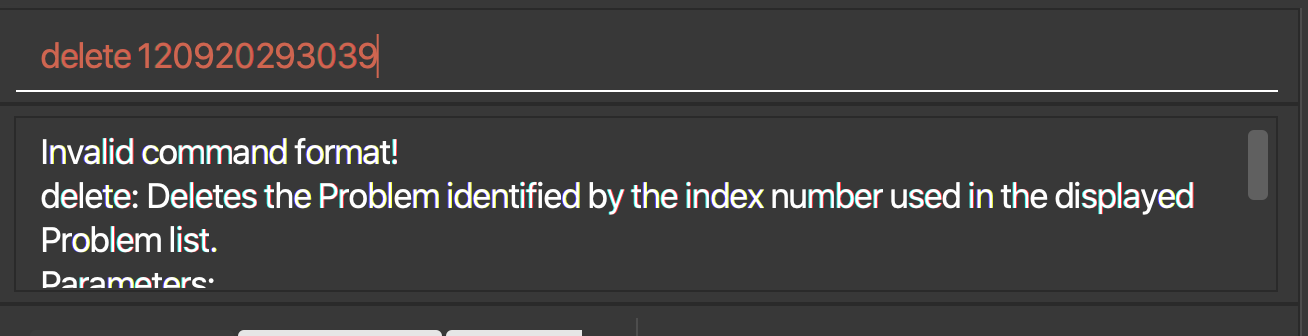 delete 120920293039
Invalid command format!
delete: Deletes the Problem identified by the index number used in the displayed
Problem list.
Parameters: